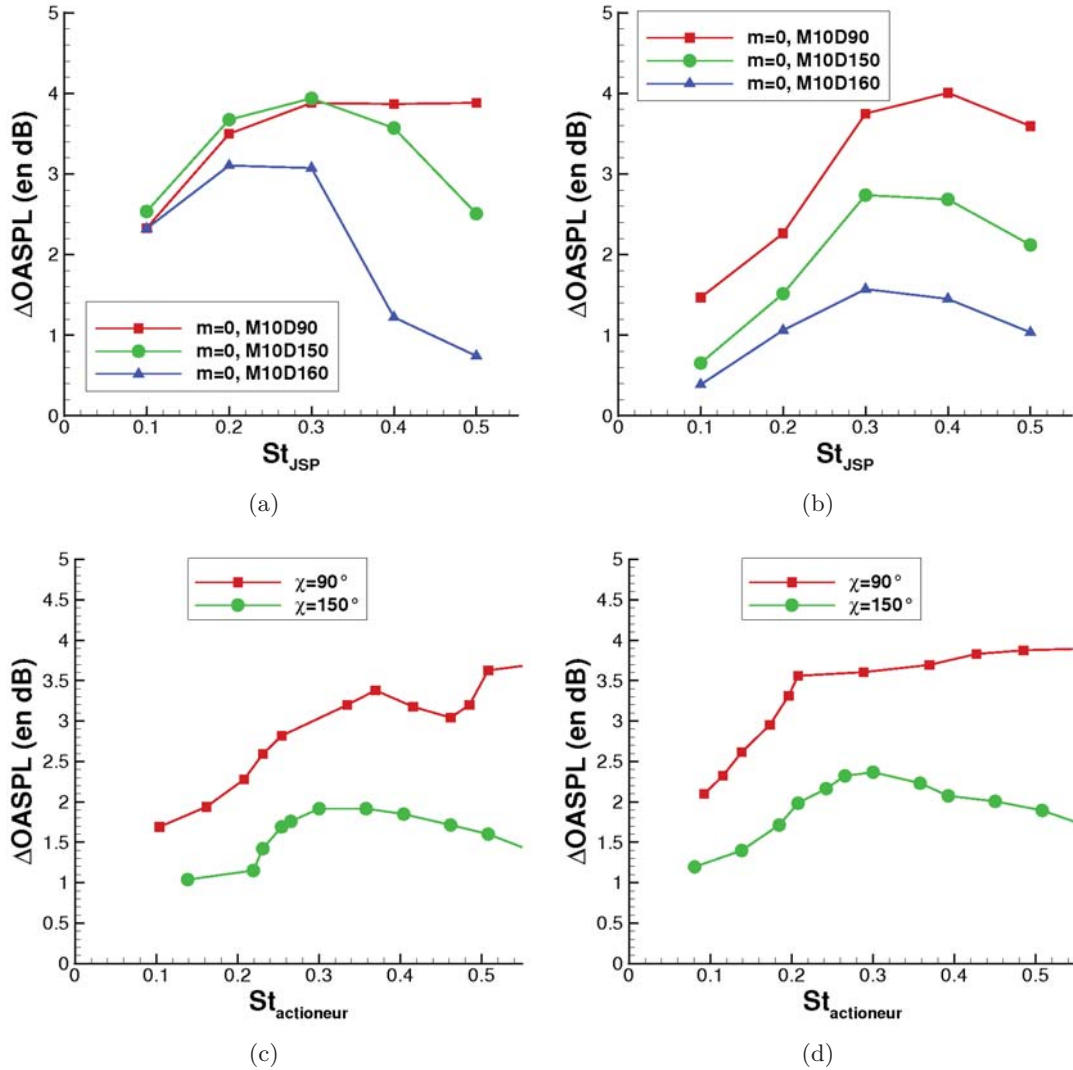 5
4
3
2
1
0
ΔOASPL (en dB)
m=0, M10D90
m=0, M10D150
m=0, M10D160
0
0.1
0.2
0.3
0.4
0.5
St_JSP
(a)
5
4
3
2
1
0
ΔOASPL (en dB)
m=0, M10D90
m=0, M10D150
m=0, M10D160
0
0.1
0.2
0.3
0.4
0.5
St_JSP
(b)
5
4.5
4
3.5
3
2.5
2
1.5
1
0.5
0
ΔOASPL (en dB)
χ=90°
χ=150°
0
0.1
0.2
0.3
0.4
0.5
St_actioneur
(c)
5
4.5
4
3.5
3
2.5
2
1.5
1
0.5
0
ΔOASPL (en dB)
χ=90°
χ=150°
0
0.1
0.2
0.3
0.4
0.5
St_actioneur
(d)